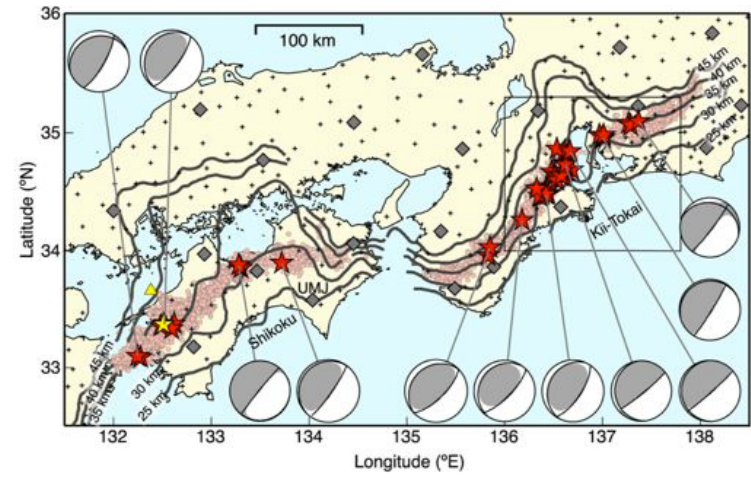 36
100 km
45 km
40 km
35 km
30 km
25 km
35
Latitude (ºN)
Kii-Tokai
34
UMJ
Shikoku
33
45 km
40 km
35 km
30 km
25 km
132
133
134
135
136
137
138
Longitude (ºE)